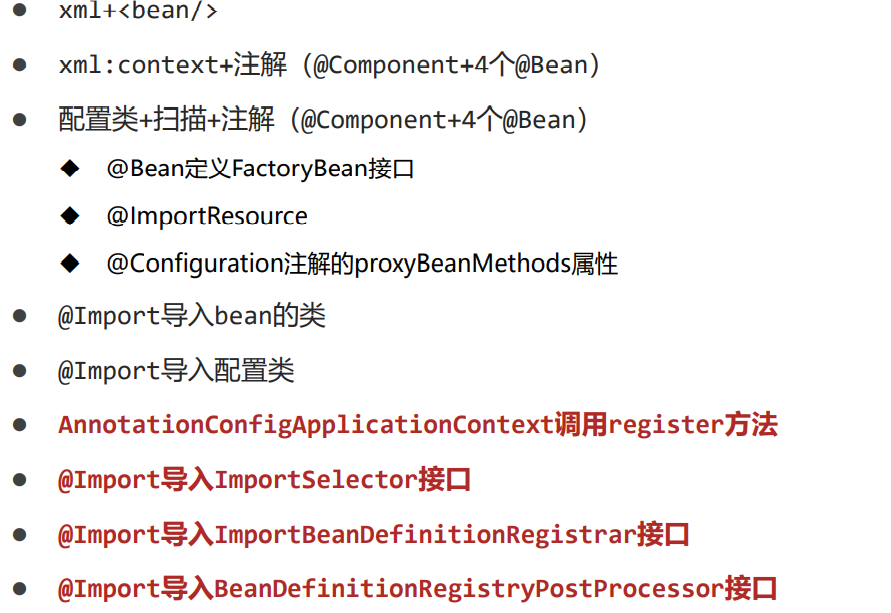 xml+<bean/>
xml:context+注解（@Component+4个@Bean）
配置类+扫描+注解（@Component+4个@Bean）
@Bean定义FactoryBean接口
@ImportResource
@Configuration注解的proxyBeanMethods属性
@Import导入bean的类
@Import导入配置类
AnnotationConfigApplicationContext调用register方法
@Import导入ImportSelector接口
@Import导入ImportBeanDefinitionRegistrar接口
@Import导入BeanDefinitionRegistryPostProcessor接口